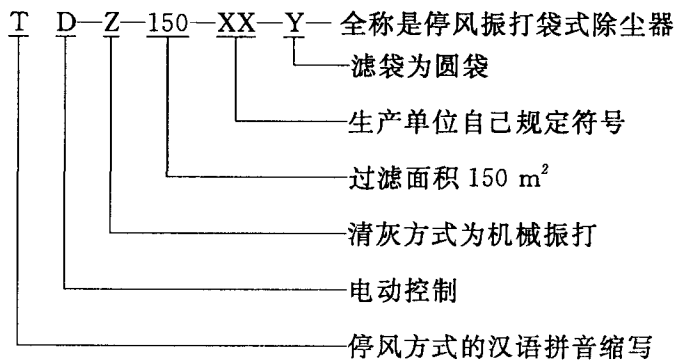 T D—Z—150—XX—Y— 全称是停风振打袋式除尘器
滤袋为圆袋
生产单位自己规定符号
过滤面积 150 m²
清灰方式为机械振打
电动控制
停风方式的汉语拼音缩写